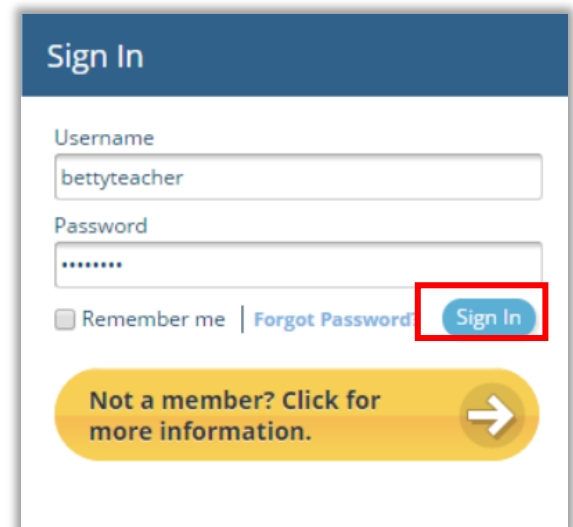 Sign In
Username
bettyteacher
Password
••••••••
Remember me | Forgot Password? Sign In
Not a member? Click for
more information.